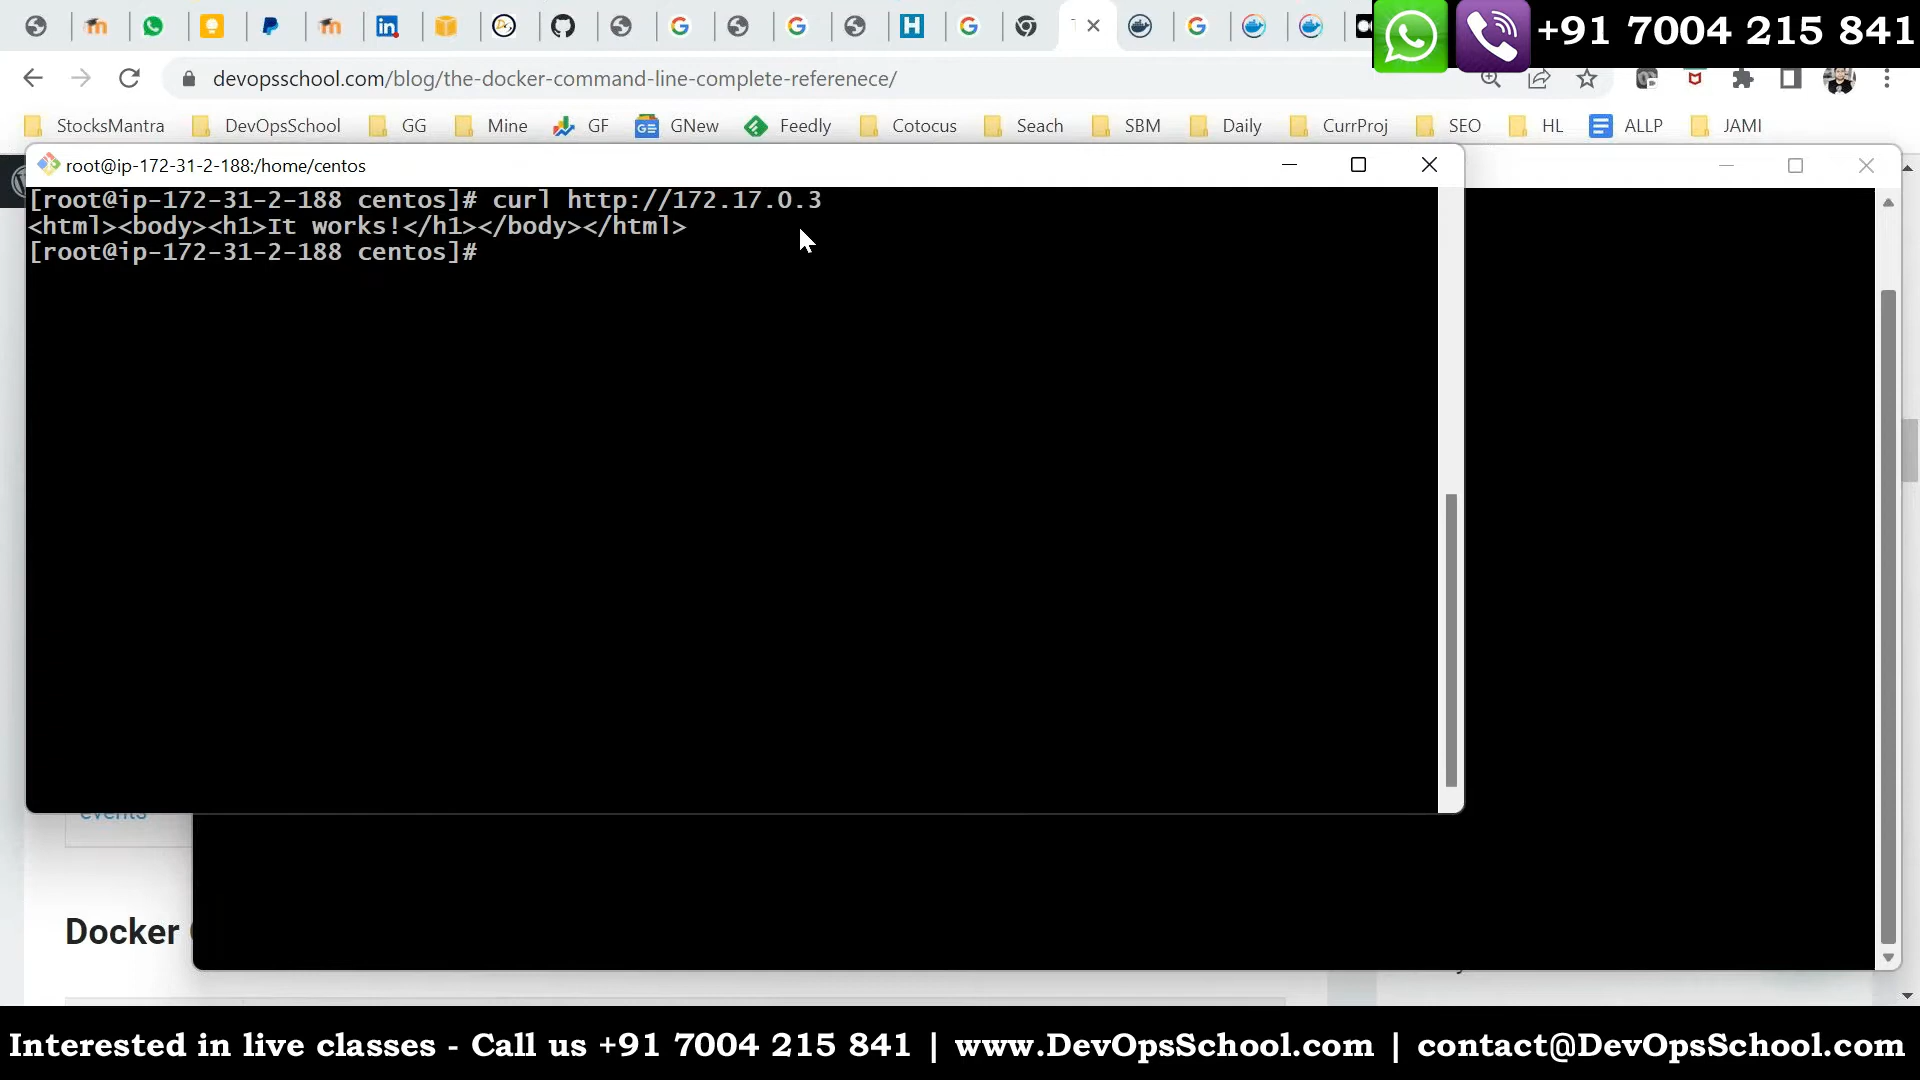 +91 7004 215 841
devopsschool.com/blog/the-docker-command-line-complete-referenece/
StocksMantra DevOpsSchool GG Mine GF GNew Feedly Cotocus Seach SBM Daily CurrProj SEO HL ALLP JAMI
root@ip-172-31-2-188:/home/centos
[root@ip-172-31-2-188 centos]# curl http://172.17.0.3
<html><body><h1>It works!</h1></body></html>
[root@ip-172-31-2-188 centos]#
events
Docker
Interested in live classes - Call us +91 7004 215 841 | www.DevOpsSchool.com | contact@DevOpsSchool.com